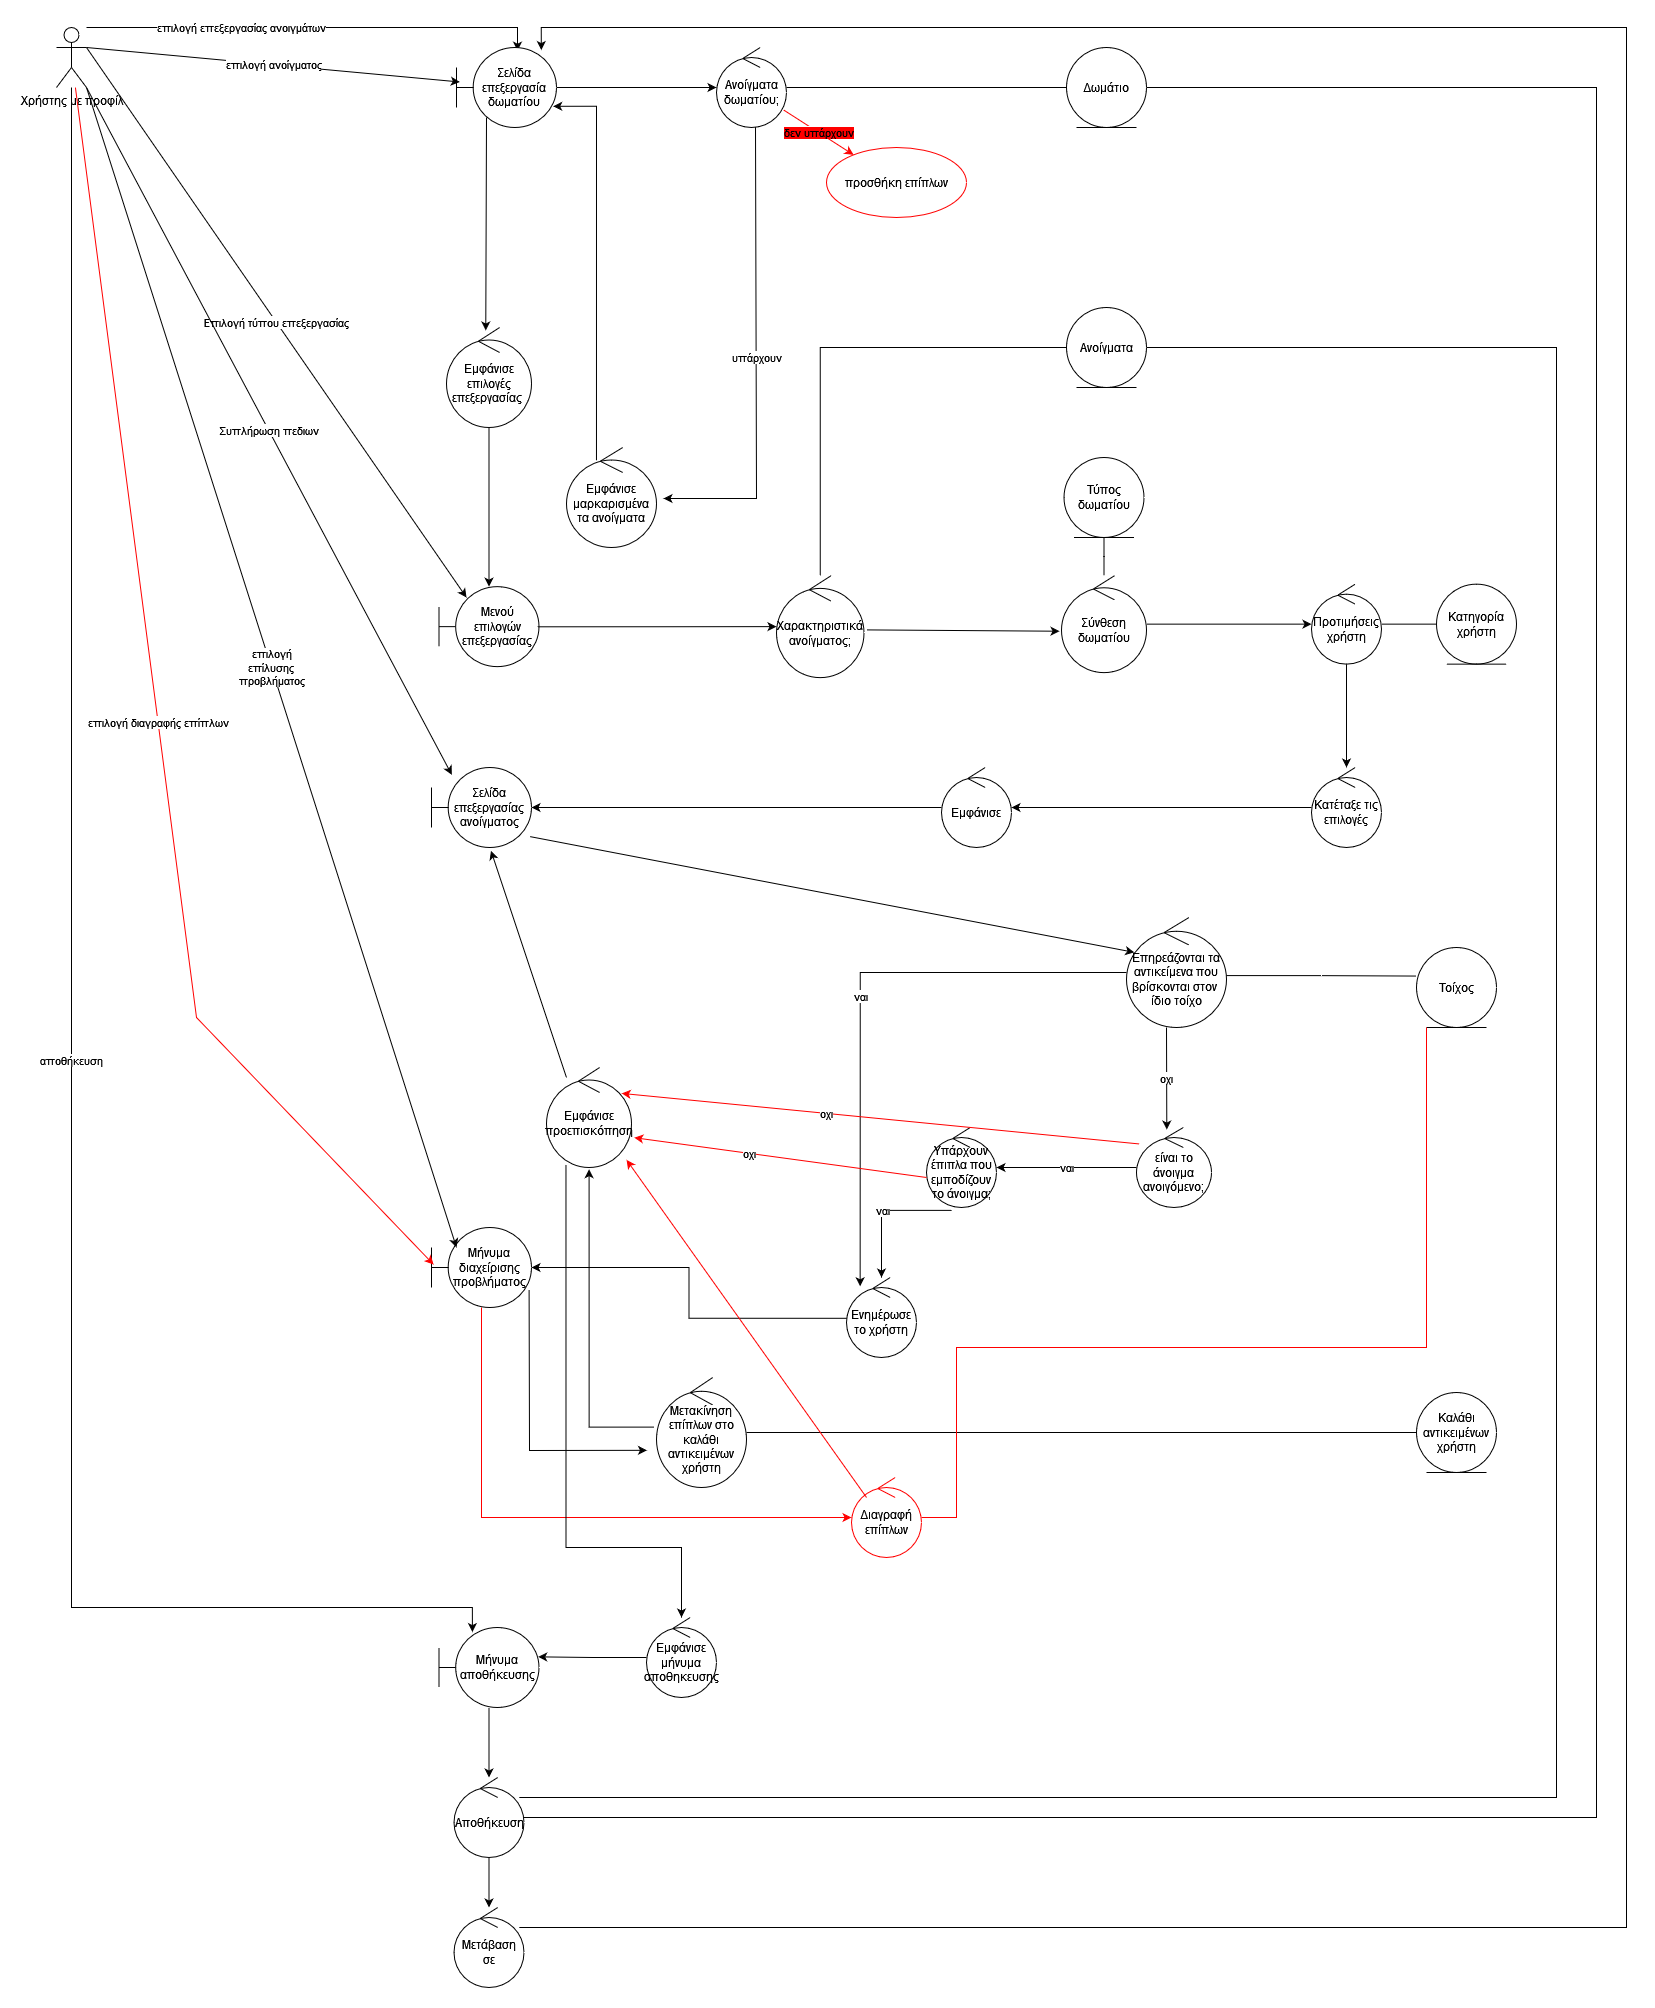 επιλογή επεξεργασίας ανοιγμάτων
επιλογή ανοίγματος
Χρήστης με προφίλ
Σελίδα
επεξεργασία
δωματίου
Ανοίγματα
δωματίου;
Δωμάτιο
δεν υπάρχουν
προσθήκη επίπλων
Επιλογή τύπου επεξεργασίας
υπάρχουν
Ανοίγματα
Εμφάνισε
επιλογές
επεξεργασίας
Συπλήρωση πεδιων
Εμφάνισε
μαρκαρισμένα
τα ανοίγματα
Τύπος
δωματίου
Μενού
επιλογών
επεξεργασίας
Χαρακτηριστικά
ανοίγματος;
Σύνθεση
δωματίου
Προτιμήσεις
χρήστη
Κατηγορία
χρήστη
επιλογή
επίλυσης
προβλήματος
επιλογή διαγραφής επίπλων
Σελίδα
επεξεργασίας
ανοίγματος
Εμφάνισε
Κατέταξε τις
επιλογές
Επηρεάζονται τα
αντικείμενα που
βρίσκονται στον
ίδιο τοίχο
Τοίχος
ναι
αποθήκευση
οχι
Εμφάνισε
προεπισκόπηση
οχι
οχι
Υπάρχουν
έπιπλα που
εμποδίζουν
το άνοιγμα;
ναι
είναι το
άνοιγμα
ανοιγόμενο;
ναι
Μήνυμα
διαχείρισης
προβλήματος
Ενημέρωσε
το χρήστη
Μετακίνηση
επίπλων στο
καλάθι
αντικειμένων
χρήστη
Καλάθι
αντικειμένων
χρήστη
Διαγραφή
επίπλων
Μήνυμα
αποθήκευσης
Εμφάνισε
μήνυμα
αποθηκευσης
Αποθήκευση
Μετάβαση
σε